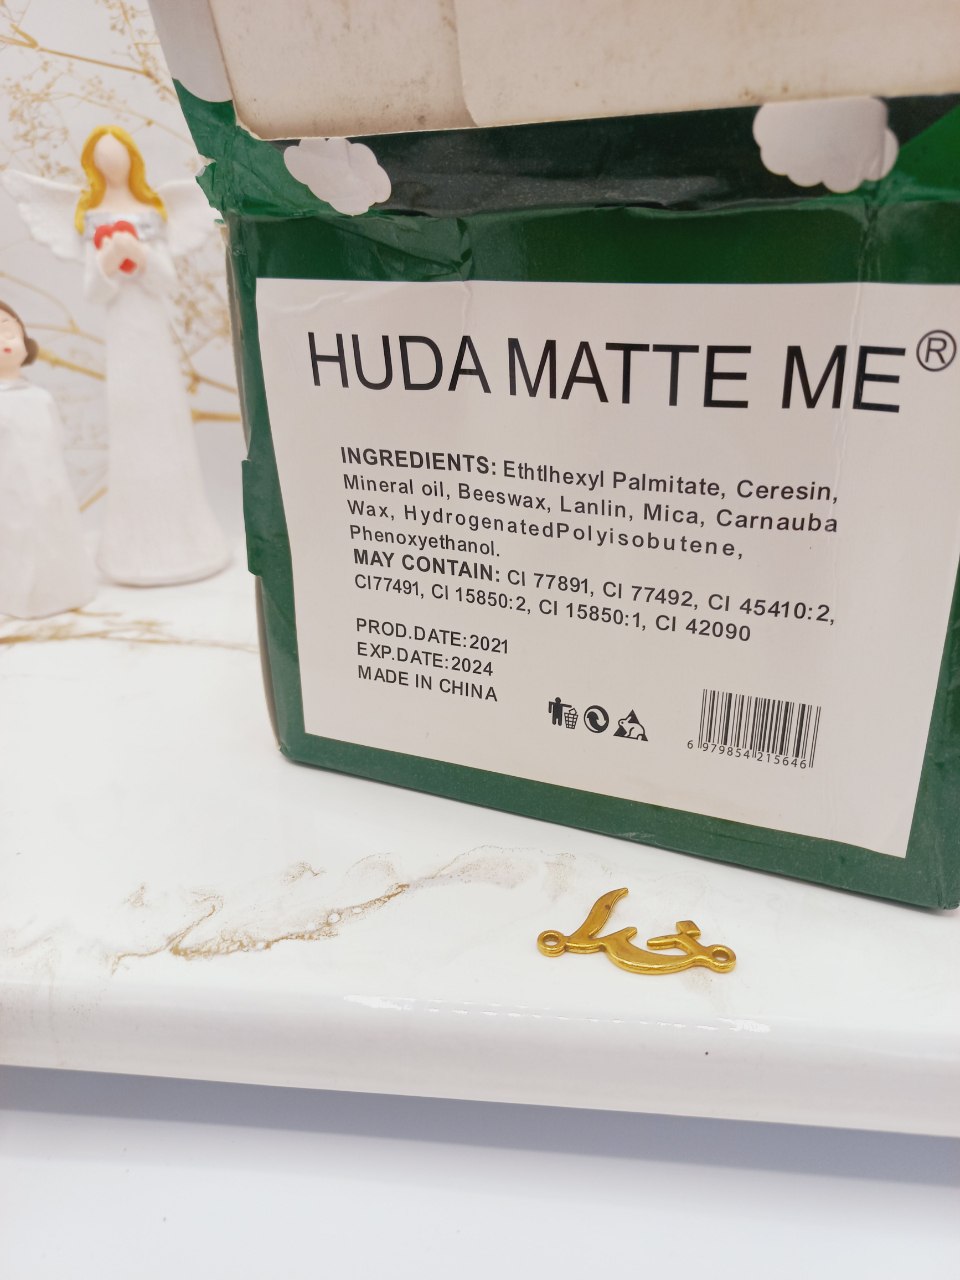 HUDA MATTE ME®
INGREDIENTS: Ethtlhexyl Palmitate, Ceresin,
Mineral oil, Beeswax, Lanlin, Mica, Carnauba
Wax, HydrogenatedPolyisobutene,
Phenoxyethanol.
MAY CONTAIN: CI 77891, CI 77492, CI 45410:2,
CI77491, CI 15850:2, CI 15850:1, CI 42090
PROD.DATE:2021
EXP.DATE:2024
MADE IN CHINA
6 979854 215646